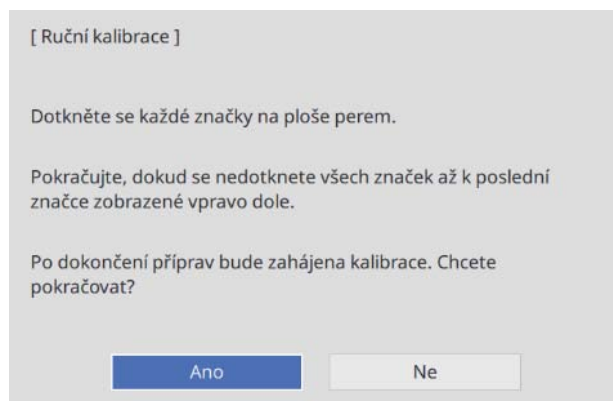 [ Ruční kalibrace ]
Dotkněte se každé značky na ploše perem.
Pokračujte, dokud se nedotknete všech značek až k poslední
značce zobrazené vpravo dole.
Po dokončení příprav bude zahájena kalibrace. Chcete
pokračovat?
Ano
Ne